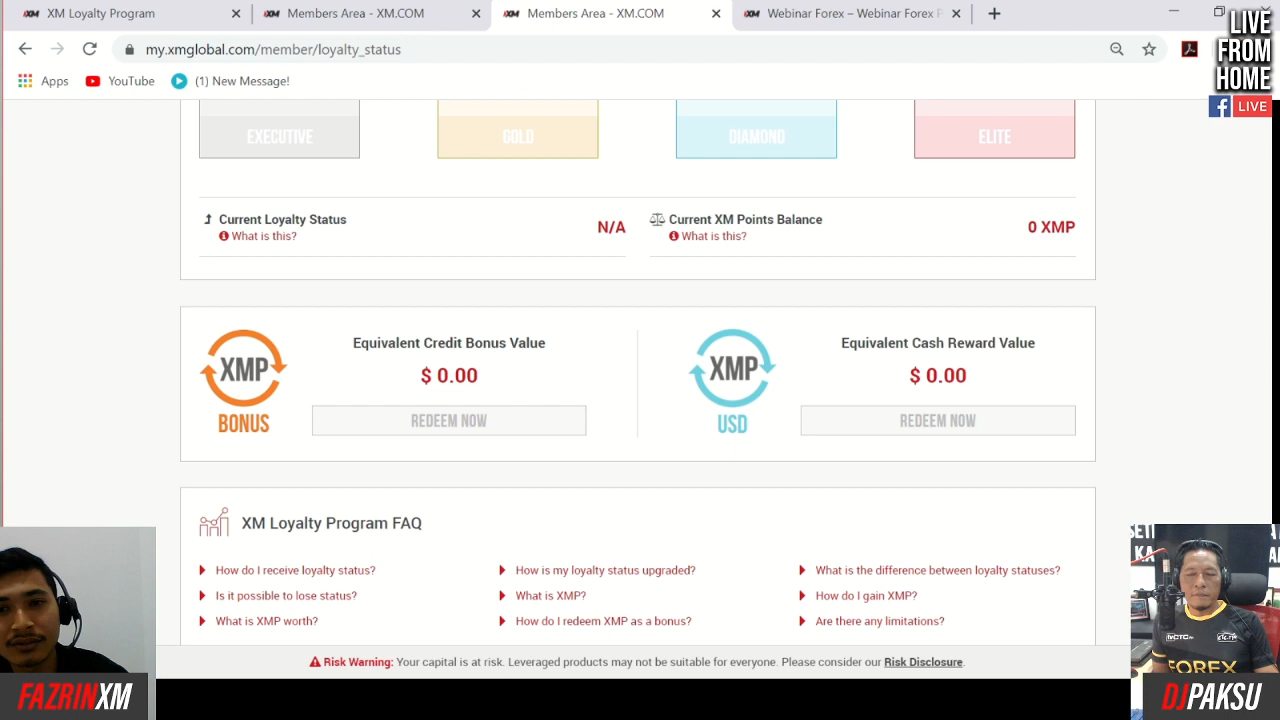 XM Loyalty Program
Members Area - XM.COM
Members Area - XM.COM
Webinar Forex – Webinar Forex P
LIVE
FROM
HOME
LIVE
my.xmglobal.com/member/loyalty_status
Apps
YouTube
(1) New Message!
EXECUTIVE
GOLD
DIAMOND
ELITE
Current Loyalty Status
What is this?
N/A
Current XM Points Balance
What is this?
0 XMP
XMP
BONUS
Equivalent Credit Bonus Value
$ 0.00
REDEEM NOW
XMP
USD
Equivalent Cash Reward Value
$ 0.00
REDEEM NOW
XM Loyalty Program FAQ
How do I receive loyalty status?
How is my loyalty status upgraded?
What is the difference between loyalty statuses?
Is it possible to lose status?
What is XMP?
How do I gain XMP?
What is XMP worth?
How do I redeem XMP as a bonus?
Are there any limitations?
Risk Warning: Your capital is at risk. Leveraged products may not be suitable for everyone. Please consider our Risk Disclosure.
FAZRINXM
FOREX
DJPAKSU